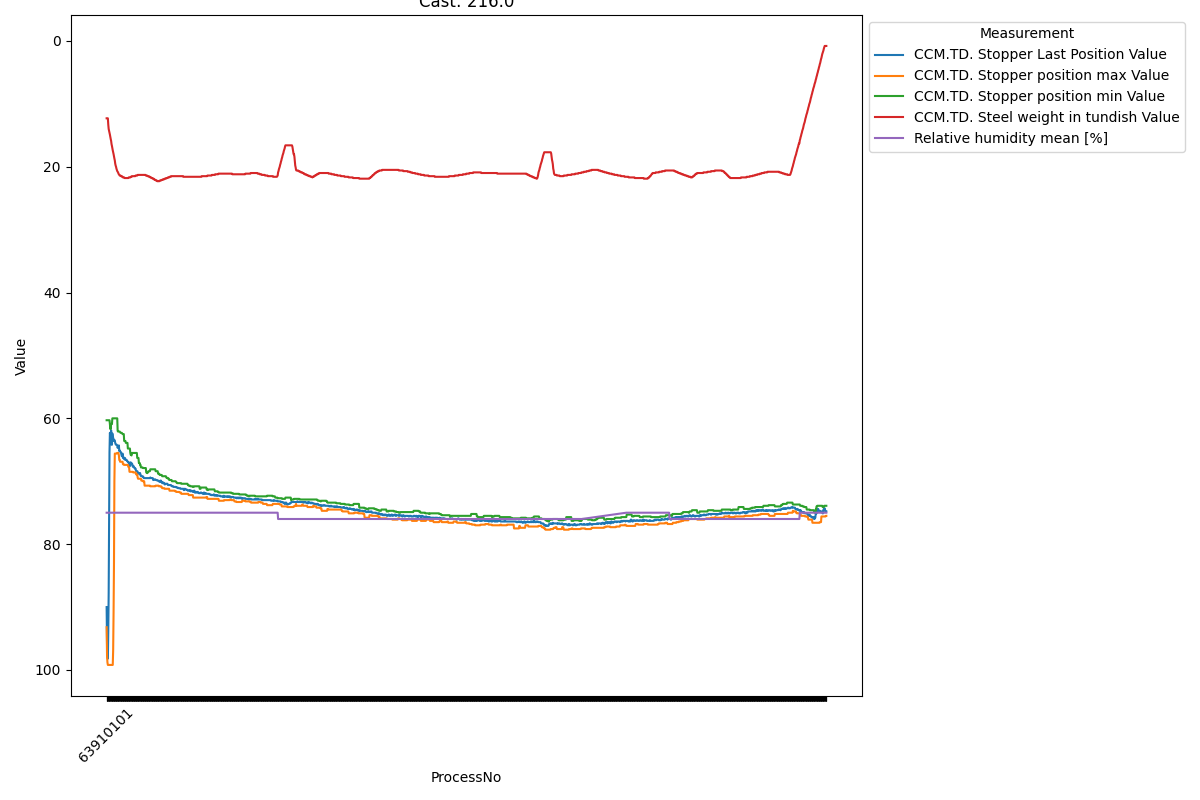 Cast: 216.0
Measurement
CCM.TD. Stopper Last Position Value
CCM.TD. Stopper position max Value
CCM.TD. Stopper position min Value
CCM.TD. Steel weight in tundish Value
Relative humidity mean [%]
Value
0
20
40
60
80
100
63910101
ProcessNo